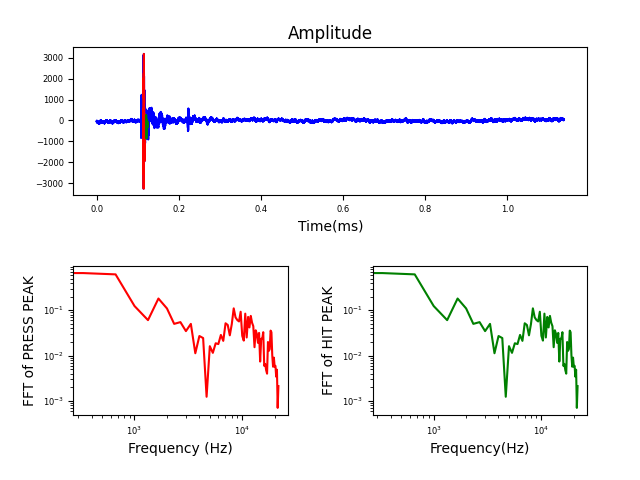 Amplitude
3000
2000
1000
0
−1000
−2000
−3000
0.0 0.2 0.4 0.6 0.8 1.0
Time(ms)
FFT of PRESS PEAK
10⁻¹
10⁻²
10⁻³
10³ 10⁴
Frequency (Hz)
FFT of HIT PEAK
10⁻¹
10⁻²
10⁻³
10³ 10⁴
Frequency(Hz)